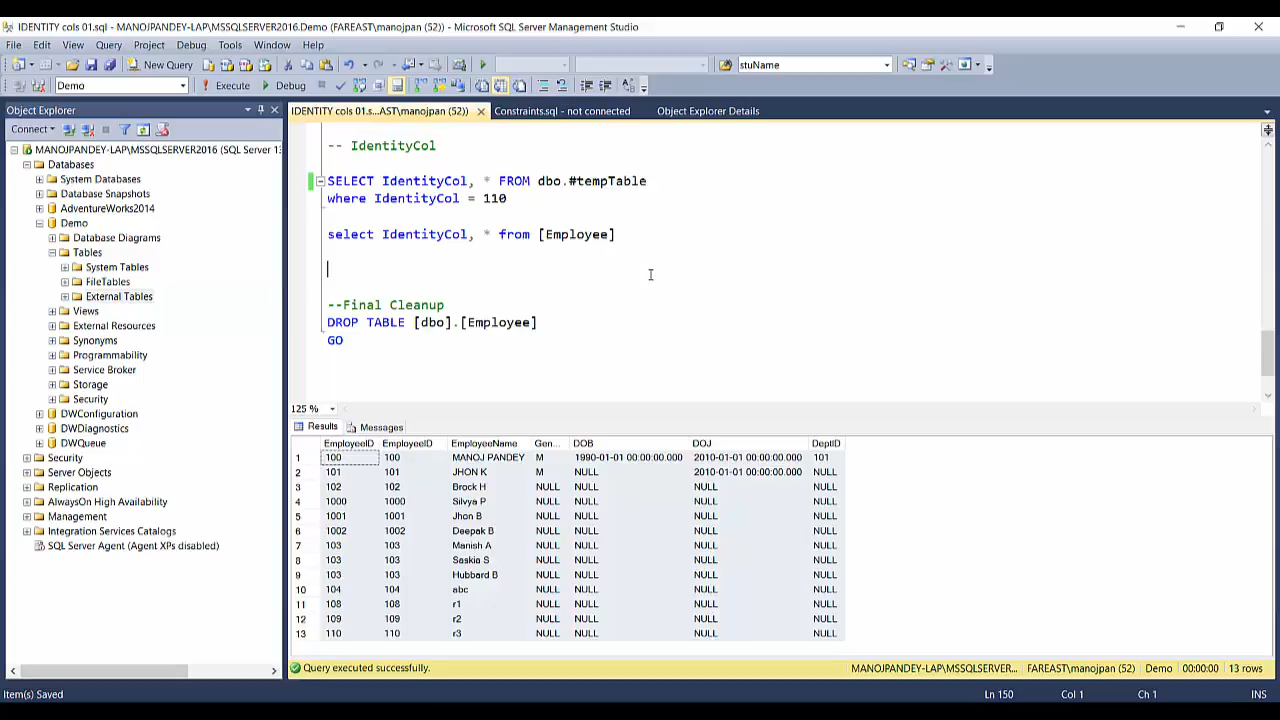 IDENTITY cols 01.sql - MANOJPANDEY-LAP\MSSQLSERVER2016.Demo (FAREAST\manojpan (52)) - Microsoft SQL Server Management Studio
File Edit View Query Project Debug Tools Window Help
New Query stuName
Demo Execute Debug
Object Explorer
IDENTITY cols 01.s...AST\manojpan (52)) Constraints.sql - not connected Object Explorer Details
Connect
MANOJPANDEY-LAP\MSSQLSERVER2016 (SQL Server 1:
Databases
System Databases
Database Snapshots
AdventureWorks2014
Demo
Database Diagrams
Tables
System Tables
FileTables
External Tables
Views
External Resources
Synonyms
Programmability
Service Broker
Storage
Security
DWConfiguration
DWDiagnostics
DWQueue
Security
Server Objects
Replication
AlwaysOn High Availability
Management
Integration Services Catalogs
SQL Server Agent (Agent XPs disabled)
-- IdentityCol
SELECT IdentityCol, * FROM dbo.#tempTable
where IdentityCol = 110
select IdentityCol, * from [Employee]
--Final Cleanup
DROP TABLE [dbo].[Employee]
GO
125 %
Results Messages
EmployeeID EmployeeID EmployeeName Gen... DOB DOJ DeptID
1 100 100 MANOJ PANDEY M 1990-01-01 00:00:00.000 2010-01-01 00:00:00.000 101
2 101 101 JHON K M NULL 2010-01-01 00:00:00.000 NULL
3 102 102 Brock H NULL NULL NULL NULL
4 1000 1000 Silvya P NULL NULL NULL NULL
5 1001 1001 Jhon B NULL NULL NULL NULL
6 1002 1002 Deepak B NULL NULL NULL NULL
7 103 103 Manish A NULL NULL NULL NULL
8 103 103 Saskia S NULL NULL NULL NULL
9 103 103 Hubbard B NULL NULL NULL NULL
10 104 104 abc NULL NULL NULL NULL
11 108 108 r1 NULL NULL NULL NULL
12 109 109 r2 NULL NULL NULL NULL
13 110 110 r3 NULL NULL NULL NULL
Query executed successfully. MANOJPANDEY-LAP\MSSQLSERVER... FAREAST\manojpan (52) Demo 00:00:00 13 rows
Item(s) Saved Ln 150 Col 1 Ch 1 INS